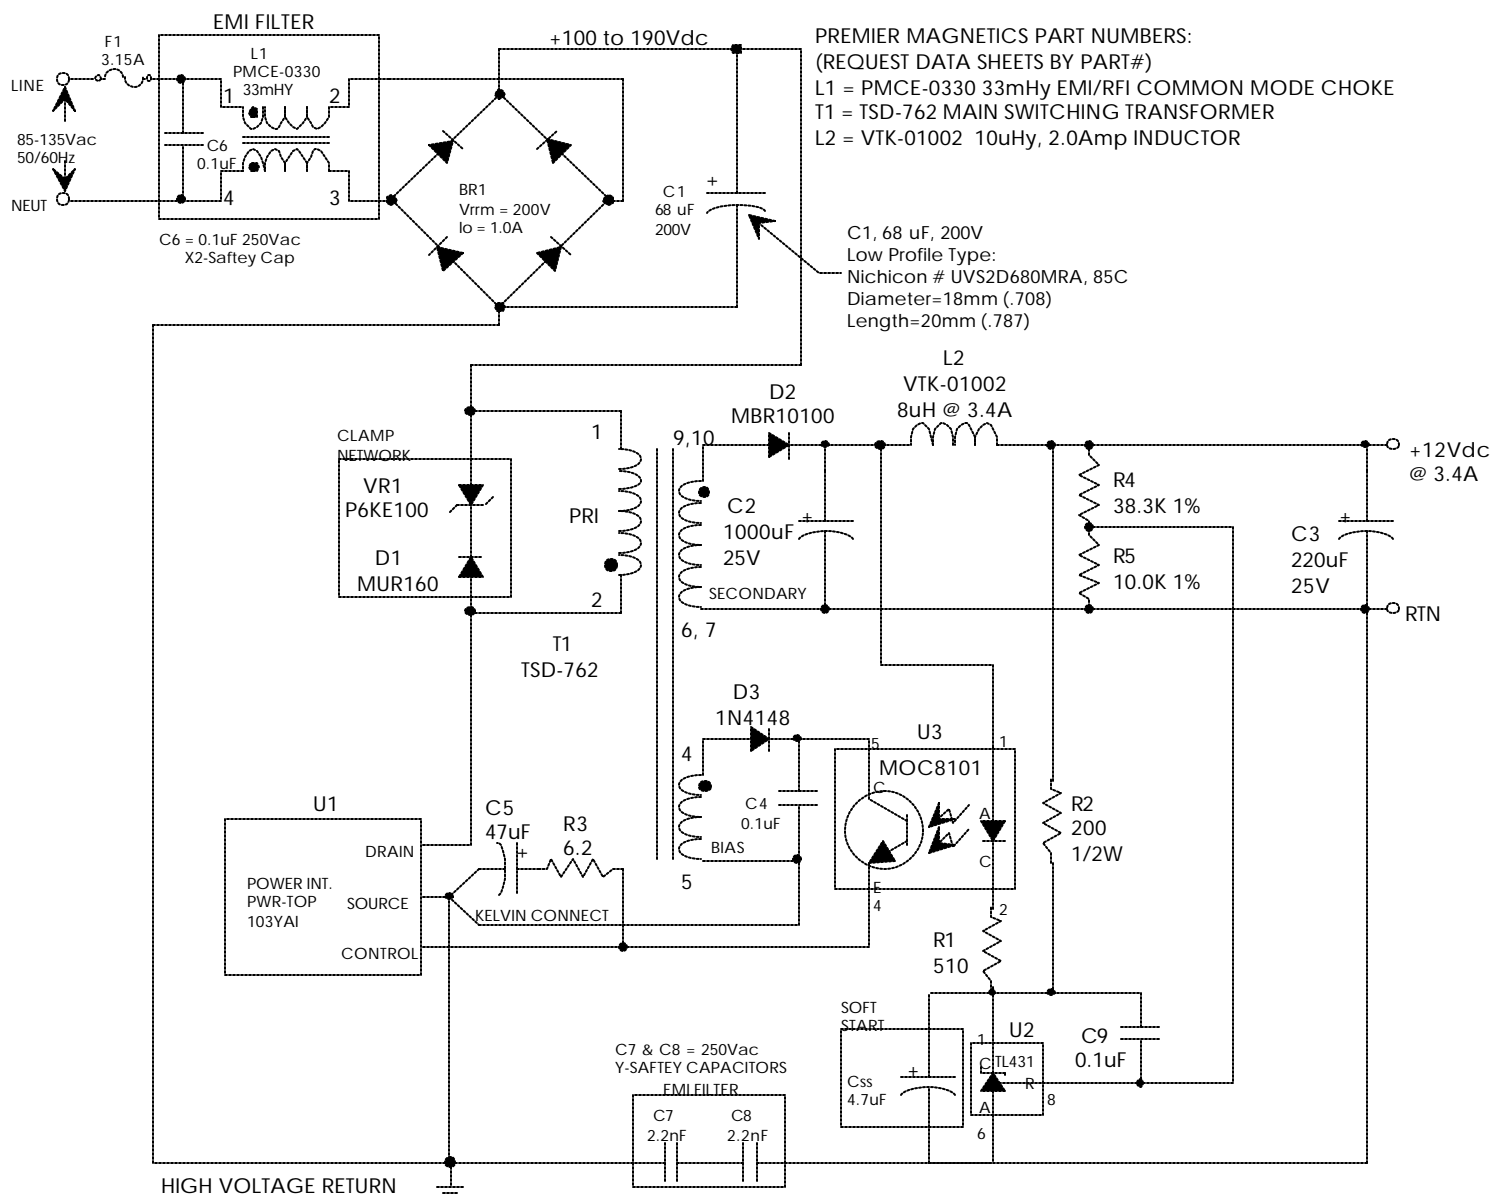 EMI FILTER
F1
3.15A
L1
PMCE-0330
33mHY
LINE
1
2
85-135Vac
50/60Hz
C6
0.1uF
NEUT
4
3
C6 = 0.1uF 250Vac
X2-Saftey Cap
+100 to 190Vdc
BR1
Vrrm = 200V
Io = 1.0A
+
C1
68 uF
200V
PREMIER MAGNETICS PART NUMBERS:
(REQUEST DATA SHEETS BY PART#)
L1 = PMCE-0330 33mHy EMI/RFI COMMON MODE CHOKE
T1 = TSD-762 MAIN SWITCHING TRANSFORMER
L2 = VTK-01002 10uHy, 2.0Amp INDUCTOR
C1, 68 uF, 200V
Low Profile Type:
Nichicon # UVS2D680MRA, 85C
Diameter=18mm (.708)
Length=20mm (.787)
CLAMP
NETWORK
VR1
P6KE100
D1
MUR160
1
PRI
2
T1
TSD-762
9,10
SECONDARY
6, 7
D2
MBR10100
+
C2
1000uF
25V
L2
VTK-01002
8uH @ 3.4A
R4
38.3K 1%
R5
10.0K 1%
+
C3
220uF
25V
+12Vdc
@ 3.4A
RTN
D3
1N4148
4
BIAS
5
C4
0.1uF
U3
5
1
MOC8101
C
A
C
E
4
2
R2
200
1/2W
U1
DRAIN
POWER INT.
PWR-TOP
103YAI
SOURCE
CONTROL
C5
47uF
+
R3
6.2
KELVIN CONNECT
R1
510
SOFT
START
+
Css
4.7uF
U2
1
C
TL431
R
8
A
6
C9
0.1uF
C7 & C8 = 250Vac
Y-SAFTEY CAPACITORS
EMI FILTER
C7
2.2nF
C8
2.2nF
HIGH VOLTAGE RETURN